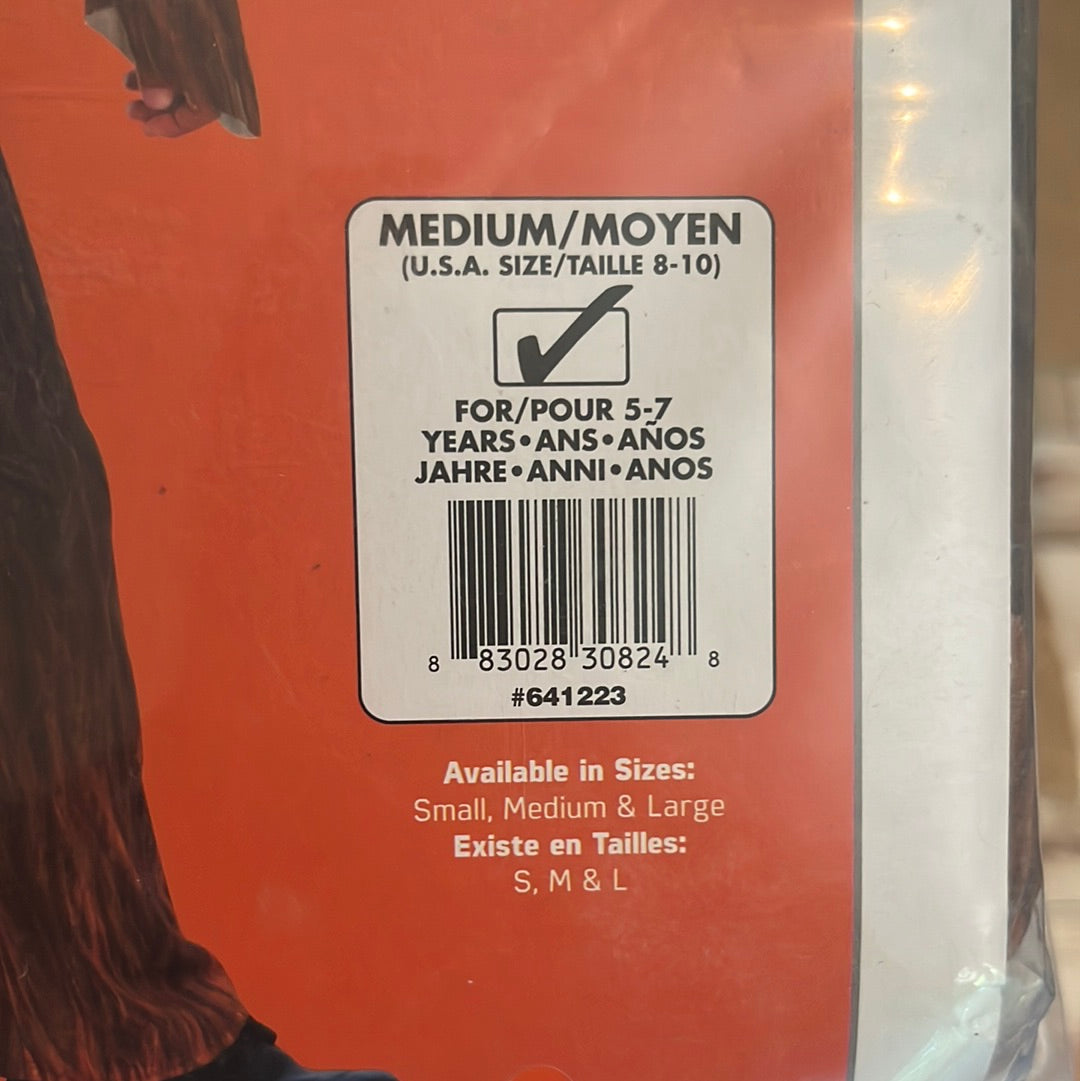 MEDIUM/MOYEN
(U.S.A. SIZE/TAILLE 8-10)
FOR/POUR 5-7
YEARS•ANS•AÑOS
JAHRE•ANNI•ANOS
8 83028 30824 8
#641223
Available in Sizes:
Small, Medium & Large
Existe en Tailles:
S, M & L